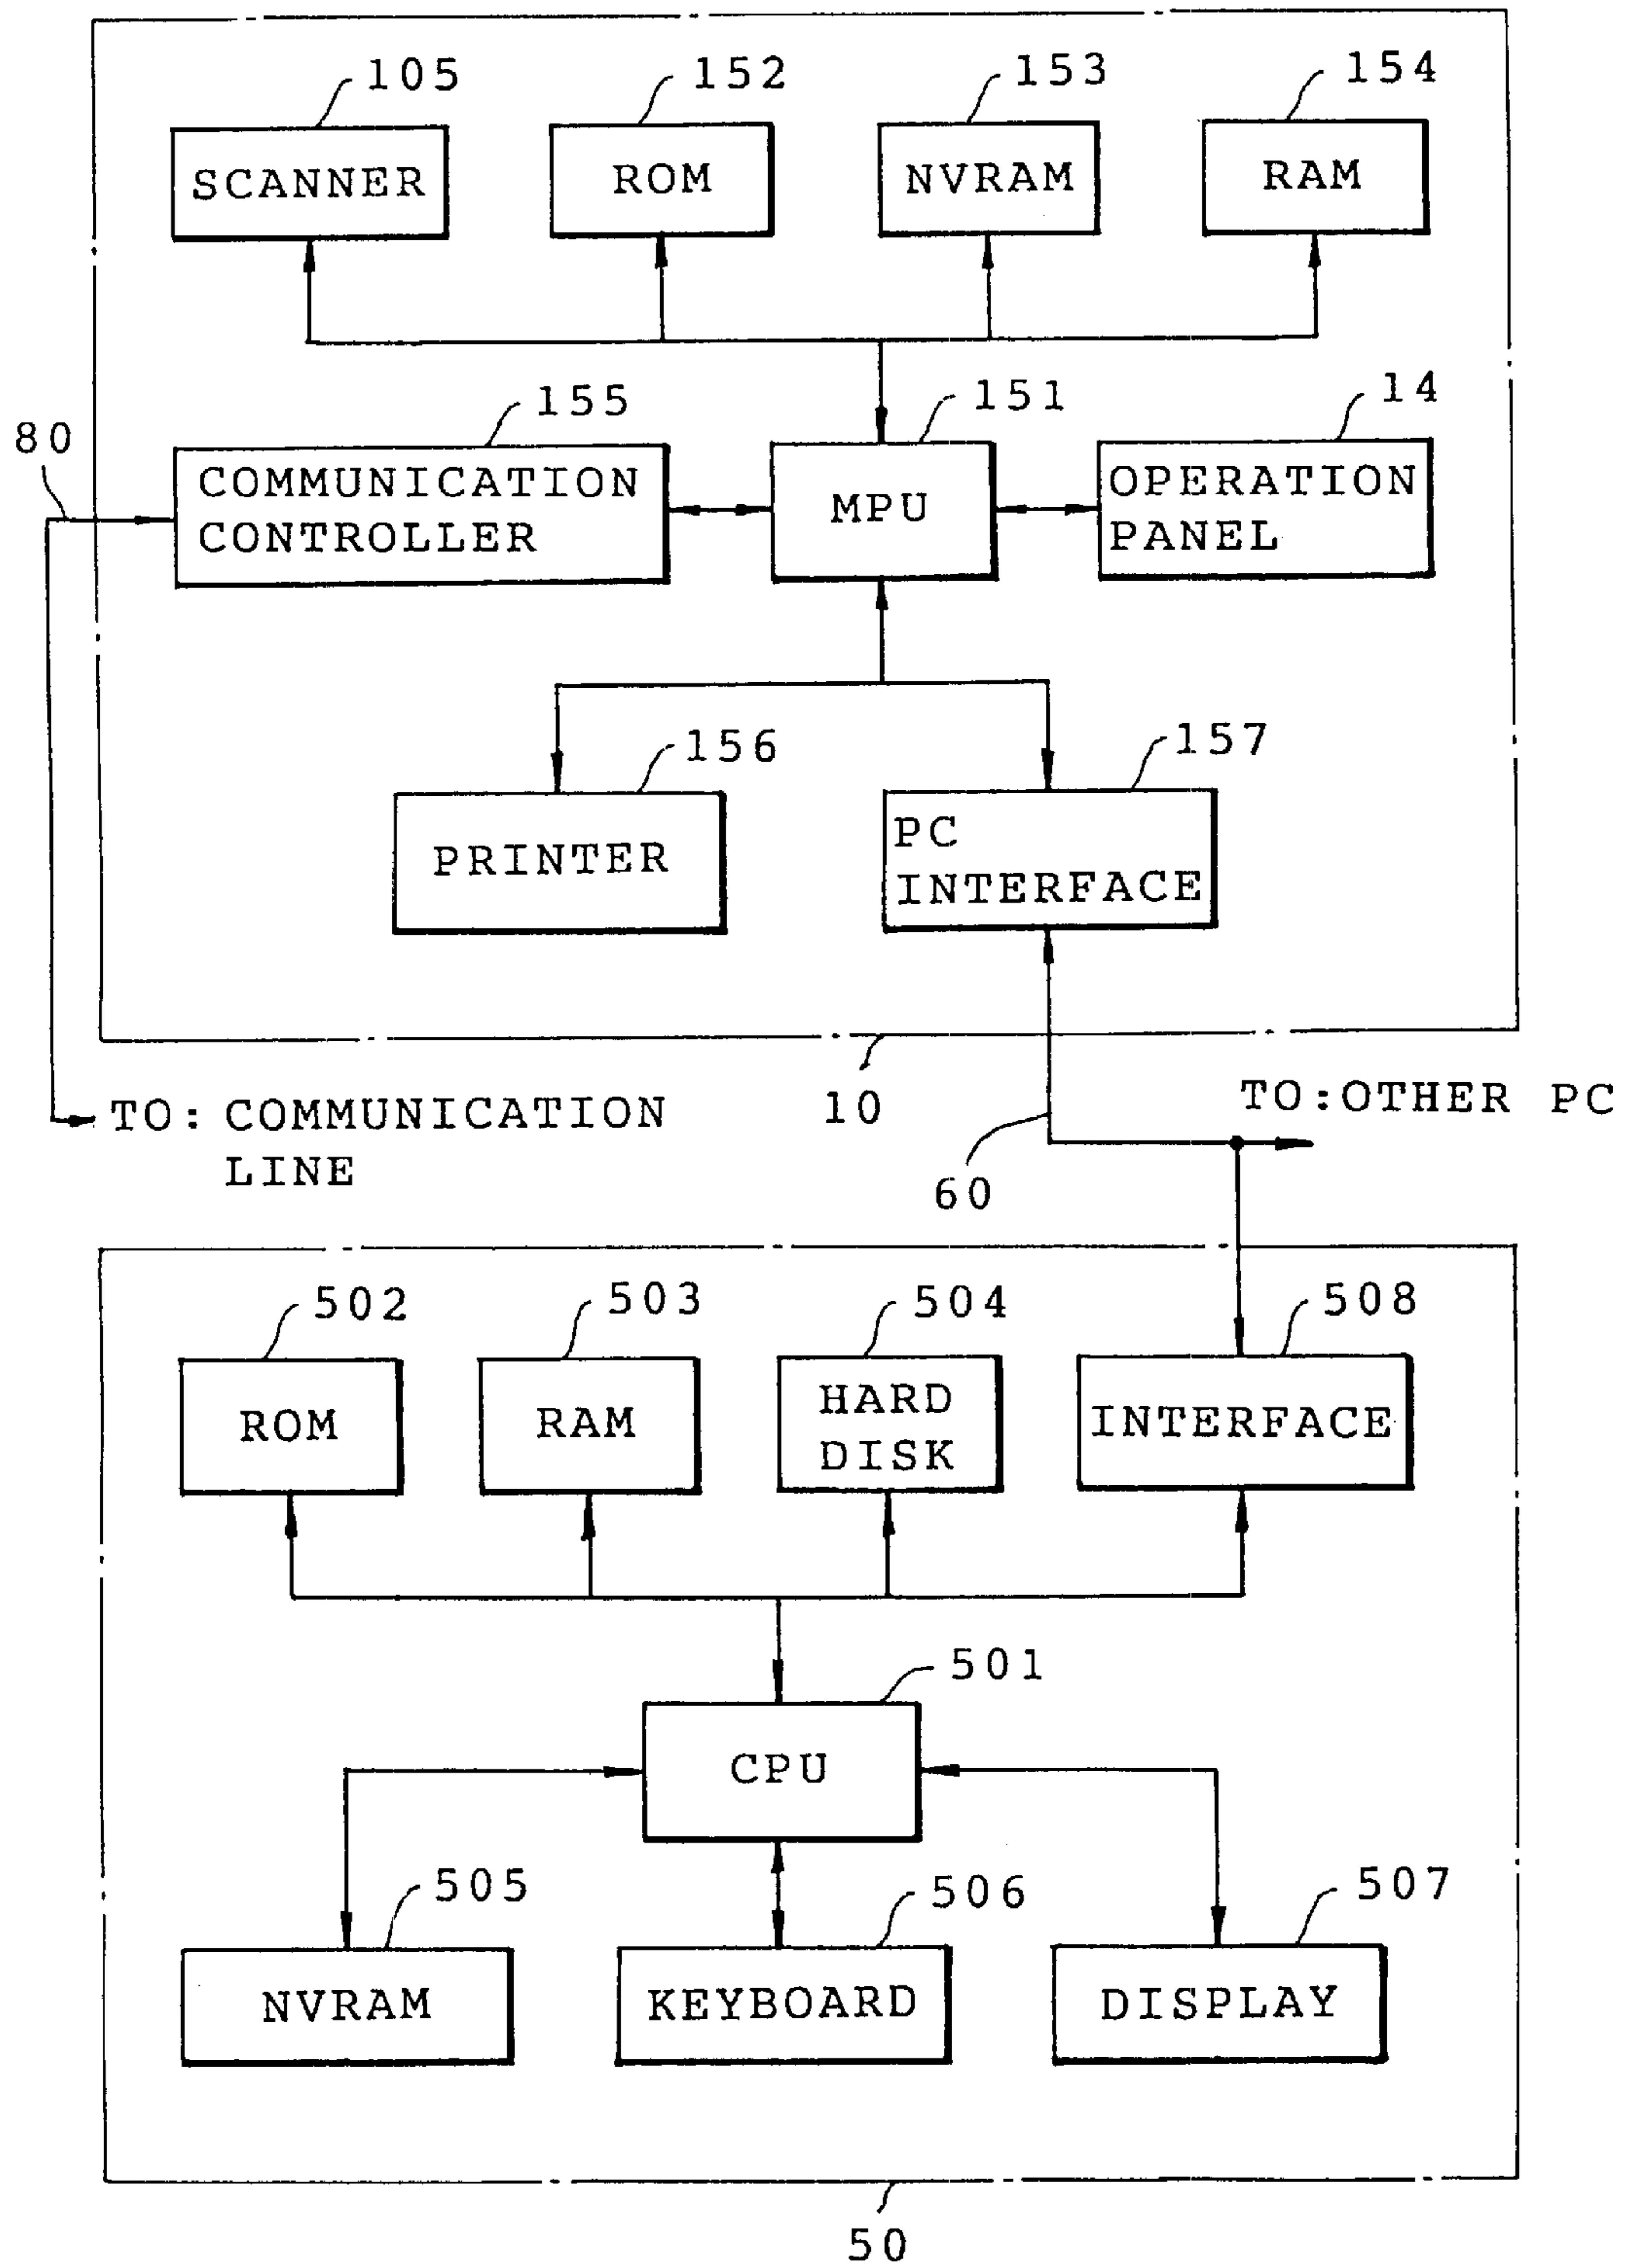 105
152
153
154
SCANNER
ROM
NVRAM
RAM
155
151
14
80
COMMUNICATION
CONTROLLER
MPU
OPERATION
PANEL
156
157
PRINTER
PC
INTERFACE
10
TO: COMMUNICATION
LINE
60
TO:OTHER PC
502
503
504
508
ROM
RAM
HARD
DISK
INTERFACE
501
CPU
505
506
507
NVRAM
KEYBOARD
DISPLAY
50